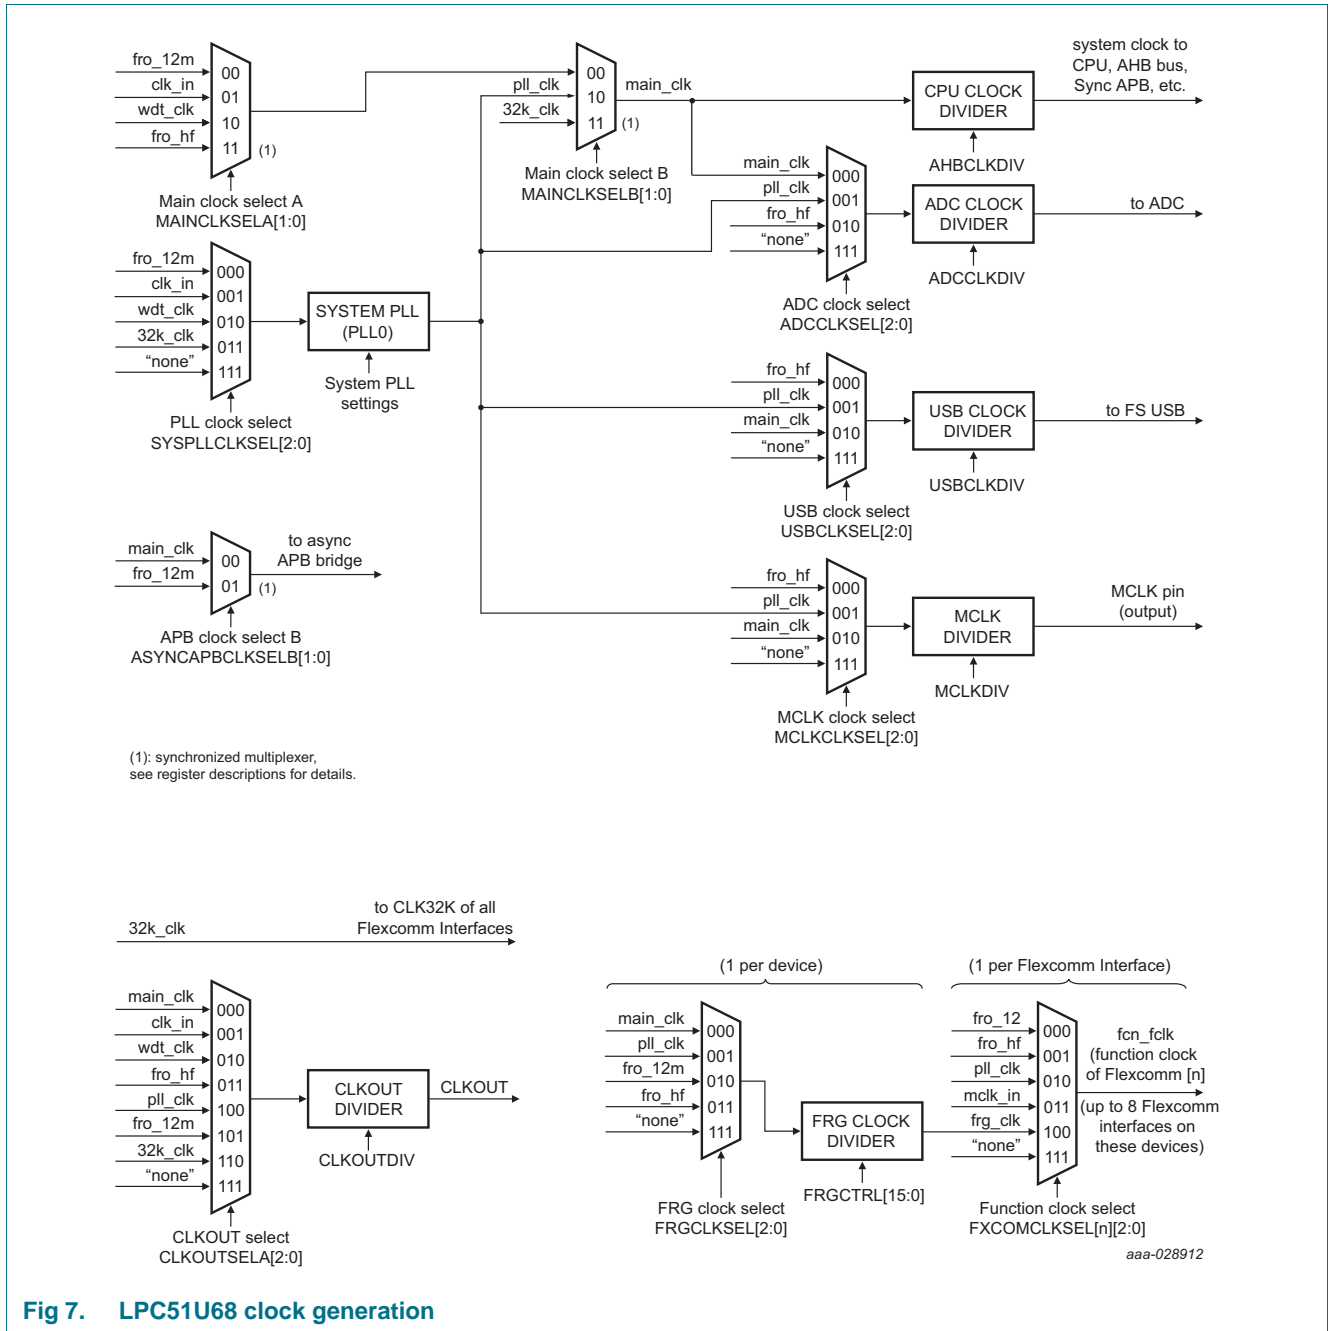 fro_12m
clk_in
wdt_clk
fro_hf
00
01
10
11
(1)
Main clock select A
MAINCLKSELA[1:0]
pll_clk
32k_clk
00
10
11
(1)
main_clk
Main clock select B
MAINCLKSELB[1:0]
CPU CLOCK
DIVIDER
AHBCLKDIV
system clock to
CPU, AHB bus,
Sync APB, etc.
main_clk
pll_clk
fro_hf
“none”
000
001
010
111
ADC clock select
ADCCLKSEL[2:0]
ADC CLOCK
DIVIDER
ADCCLKDIV
to ADC
fro_12m
clk_in
wdt_clk
32k_clk
“none”
000
001
010
011
111
PLL clock select
SYSPLLCLKSEL[2:0]
SYSTEM PLL
(PLL0)
System PLL
settings
fro_hf
pll_clk
main_clk
“none”
000
001
010
111
USB clock select
USBCLKSEL[2:0]
USB CLOCK
DIVIDER
USBCLKDIV
to FS USB
main_clk
fro_12m
00
01
(1)
to async
APB bridge
APB clock select B
ASYNCAPBCLKSELB[1:0]
fro_hf
pll_clk
main_clk
“none”
000
001
010
111
MCLK clock select
MCLKCLKSEL[2:0]
MCLK
DIVIDER
MCLKDIV
MCLK pin
(output)
(1): synchronized multiplexer,
see register descriptions for details.
32k_clk
to CLK32K of all
Flexcomm Interfaces
main_clk
clk_in
wdt_clk
fro_hf
pll_clk
fro_12m
32k_clk
“none”
000
001
010
011
100
101
110
111
CLKOUT select
CLKOUTSELA[2:0]
CLKOUT
DIVIDER
CLKOUTDIV
CLKOUT
(1 per device)
main_clk
pll_clk
fro_12m
fro_hf
“none”
000
001
010
011
111
FRG clock select
FRGCLKSEL[2:0]
FRG CLOCK
DIVIDER
FRGCTRL[15:0]
(1 per Flexcomm Interface)
fro_12
fro_hf
pll_clk
mclk_in
frg_clk
“none”
000
001
010
011
100
111
Function clock select
FXCOMCLKSEL[n][2:0]
fcn_fclk
(function clock
of Flexcomm [n]
(up to 8 Flexcomm
interfaces on
these devices)
aaa-028912
Fig 7. LPC51U68 clock generation